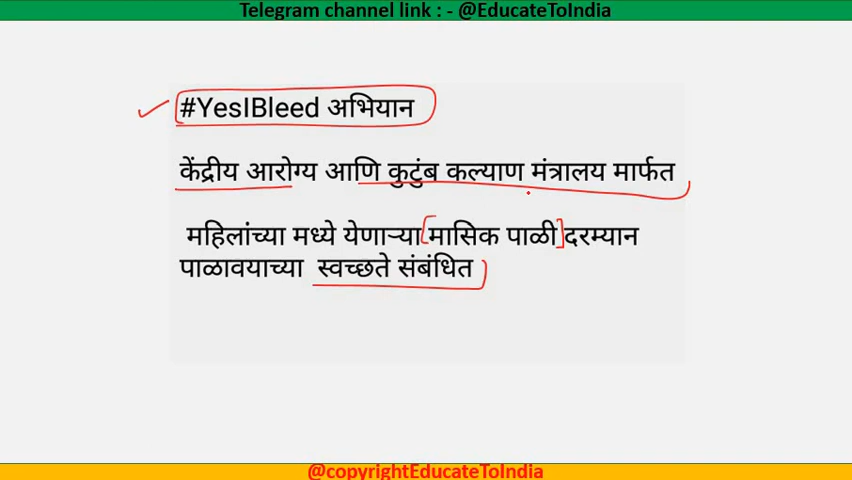 Telegram channel link : - @EducateToIndia
#YesIBleed अभियान
केंद्रीय आरोग्य आणि कुटुंब कल्याण मंत्रालय मार्फत
महिलांच्या मध्ये येणाऱ्या मासिक पाळी दरम्यान
पाळावयाच्या स्वच्छते संबंधित
@copyrightEducateToIndia